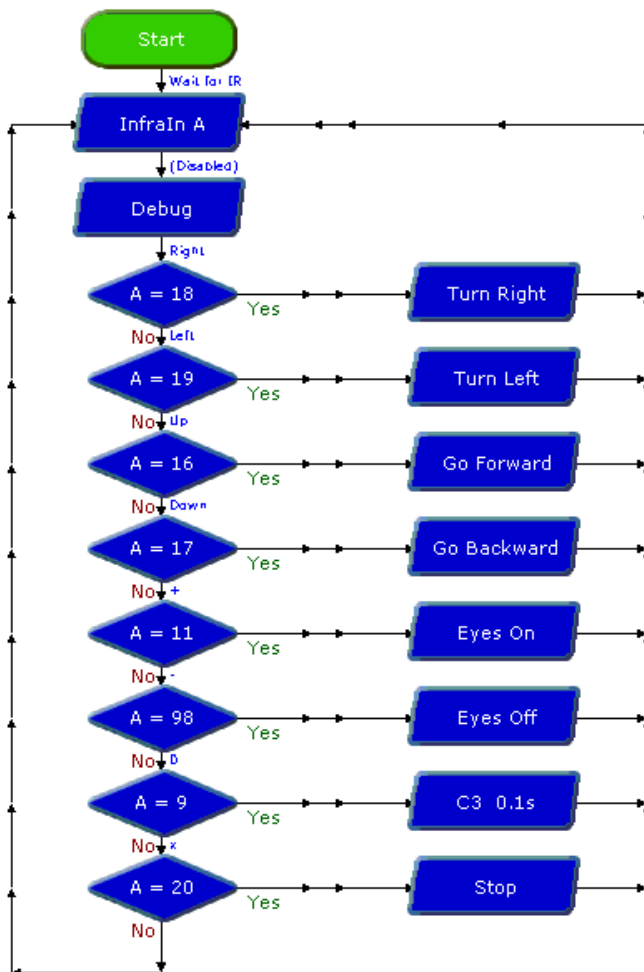 Start
Wait for IR
InfraIn A
(Disabled)
Debug
Right
A = 18 Yes Turn Right
No Left
A = 19 Yes Turn Left
No Up
A = 16 Yes Go Forward
No Down
A = 17 Yes Go Backward
No +
A = 11 Yes Eyes On
No -
A = 98 Yes Eyes Off
No D
A = 9 Yes C3 0.1s
No x
A = 20 Yes Stop
No